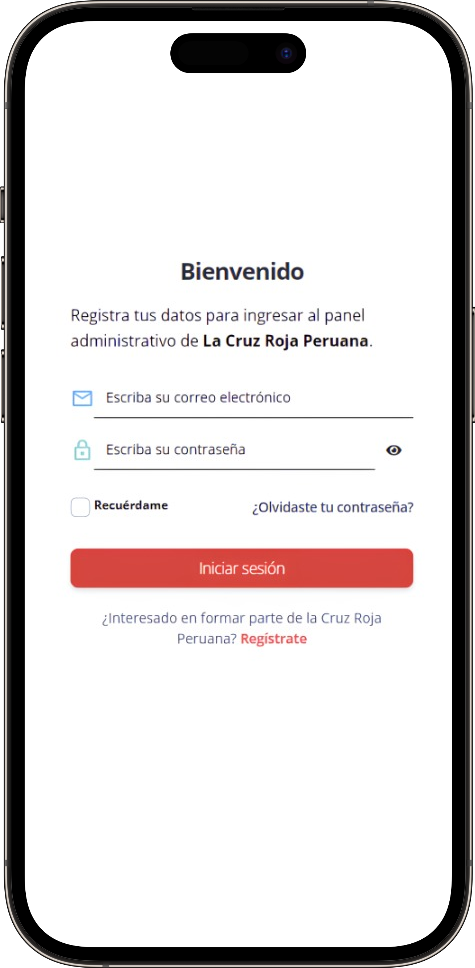 Bienvenido
Registra tus datos para ingresar al panel
administrativo de La Cruz Roja Peruana.
Escriba su correo electrónico
Escriba su contraseña
Recuérdame
¿Olvidaste tu contraseña?
Iniciar sesión
¿Interesado en formar parte de la Cruz Roja
Peruana? Regístrate